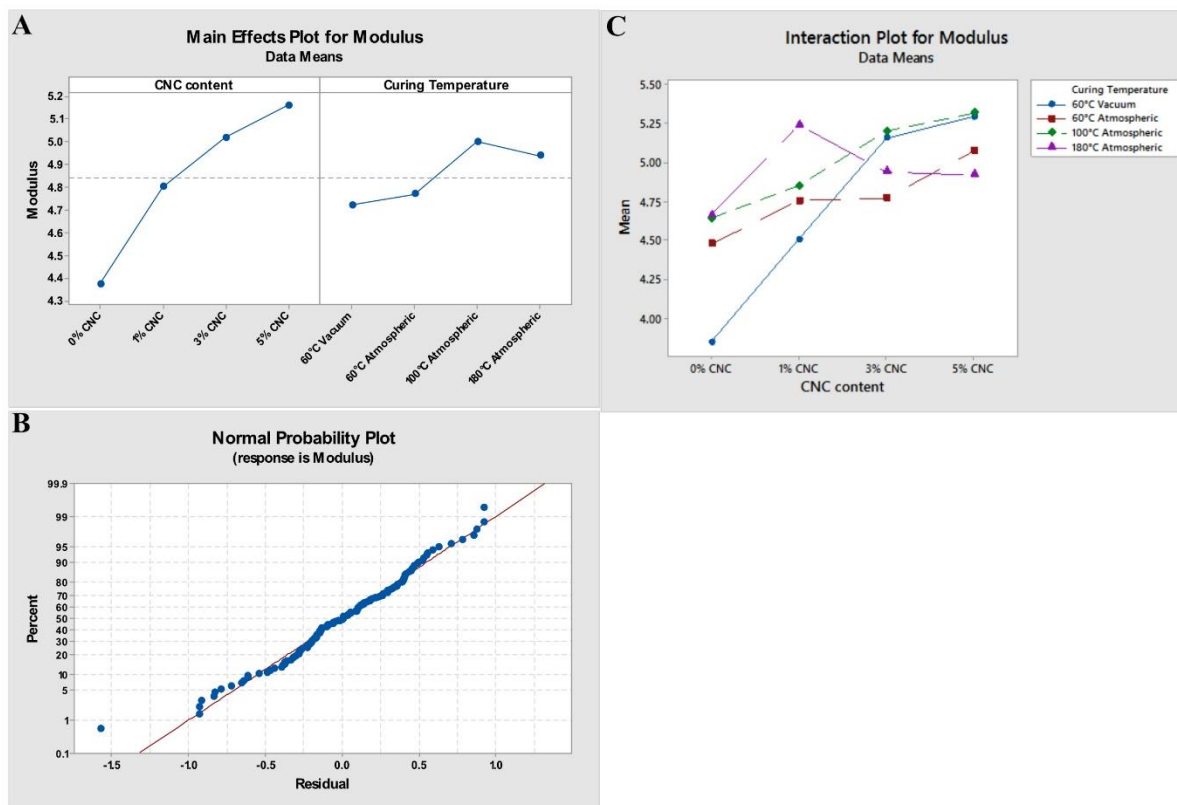 A
Main Effects Plot for Modulus
Data Means
CNC content
Curing Temperature
Modulus
5.2
5.1
5.0
4.9
4.8
4.7
4.6
4.5
4.4
4.3
0% CNC
1% CNC
3% CNC
5% CNC
60°C Vacuum
60°C Atmospheric
100°C Atmospheric
180°C Atmospheric
C
Interaction Plot for Modulus
Data Means
Mean
5.50
5.25
5.00
4.75
4.50
4.25
4.00
0% CNC
1% CNC
3% CNC
5% CNC
CNC content
Curing Temperature
60°C Vacuum
60°C Atmospheric
100°C Atmospheric
180°C Atmospheric
B
Normal Probability Plot
(response is Modulus)
Percent
99.9
99
95
90
80
70
60
50
40
30
20
10
5
1
0.1
-1.5
-1.0
-0.5
0.0
0.5
1.0
Residual